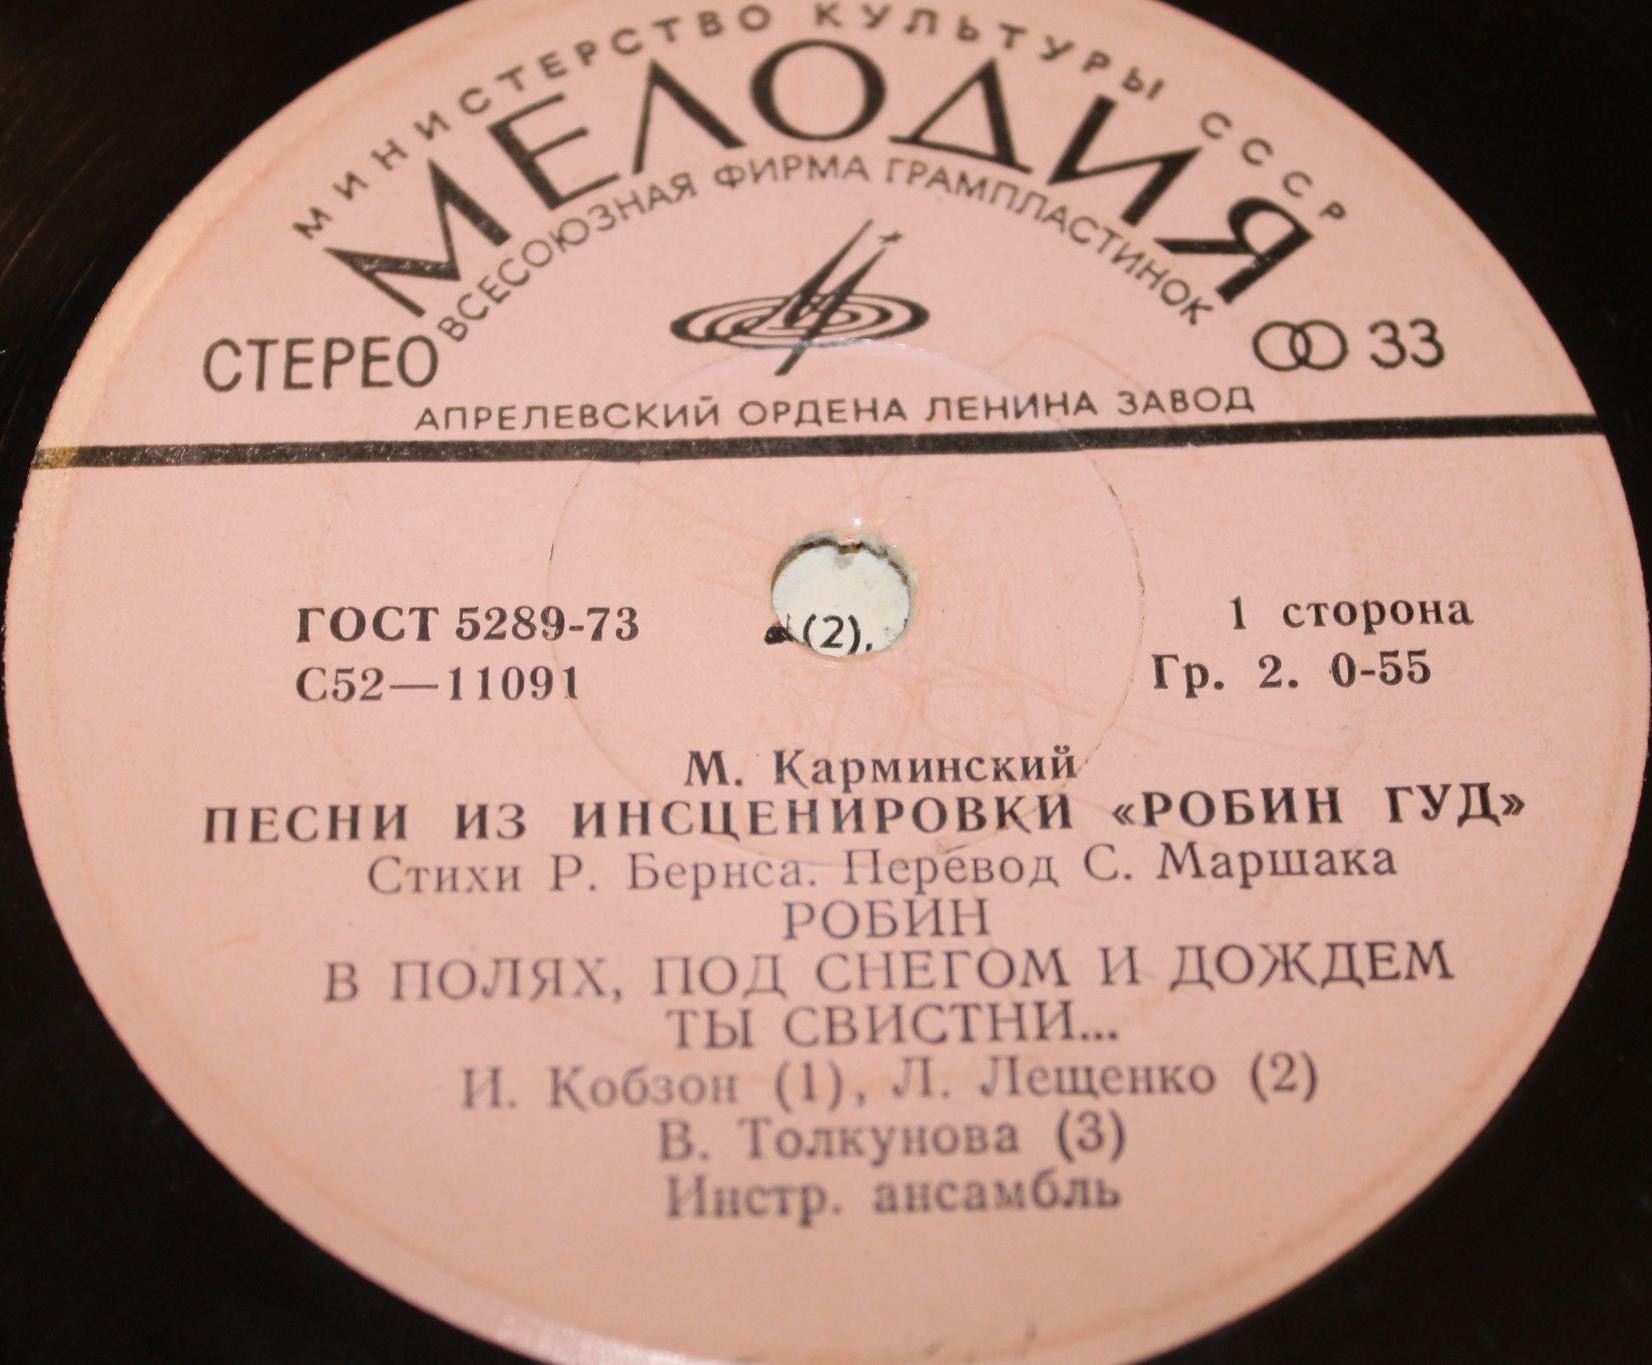 МИНИСТЕРСТВО КУЛЬТУРЫ СССР
МЕЛОДИЯ
ВСЕСОЮЗНАЯ ФИРМА ГРАМПЛАСТИНОК
СТЕРЕО
33
АПРЕЛЕВСКИЙ ОРДЕНА ЛЕНИНА ЗАВОД
ГОСТ 5289-73
С52—11091
(2),
1 сторона
Гр. 2. 0-55
М. Карминский
ПЕСНИ ИЗ ИНСЦЕНИРОВКИ «РОБИН ГУД»
Стихи Р. Бернса. Перевод С. Маршака
РОБИН
В ПОЛЯХ, ПОД СНЕГОМ И ДОЖДЕМ
ТЫ СВИСТНИ...
И. Кобзон (1), Л. Лещенко (2)
В. Толкунова (3)
Инстр. ансамбль